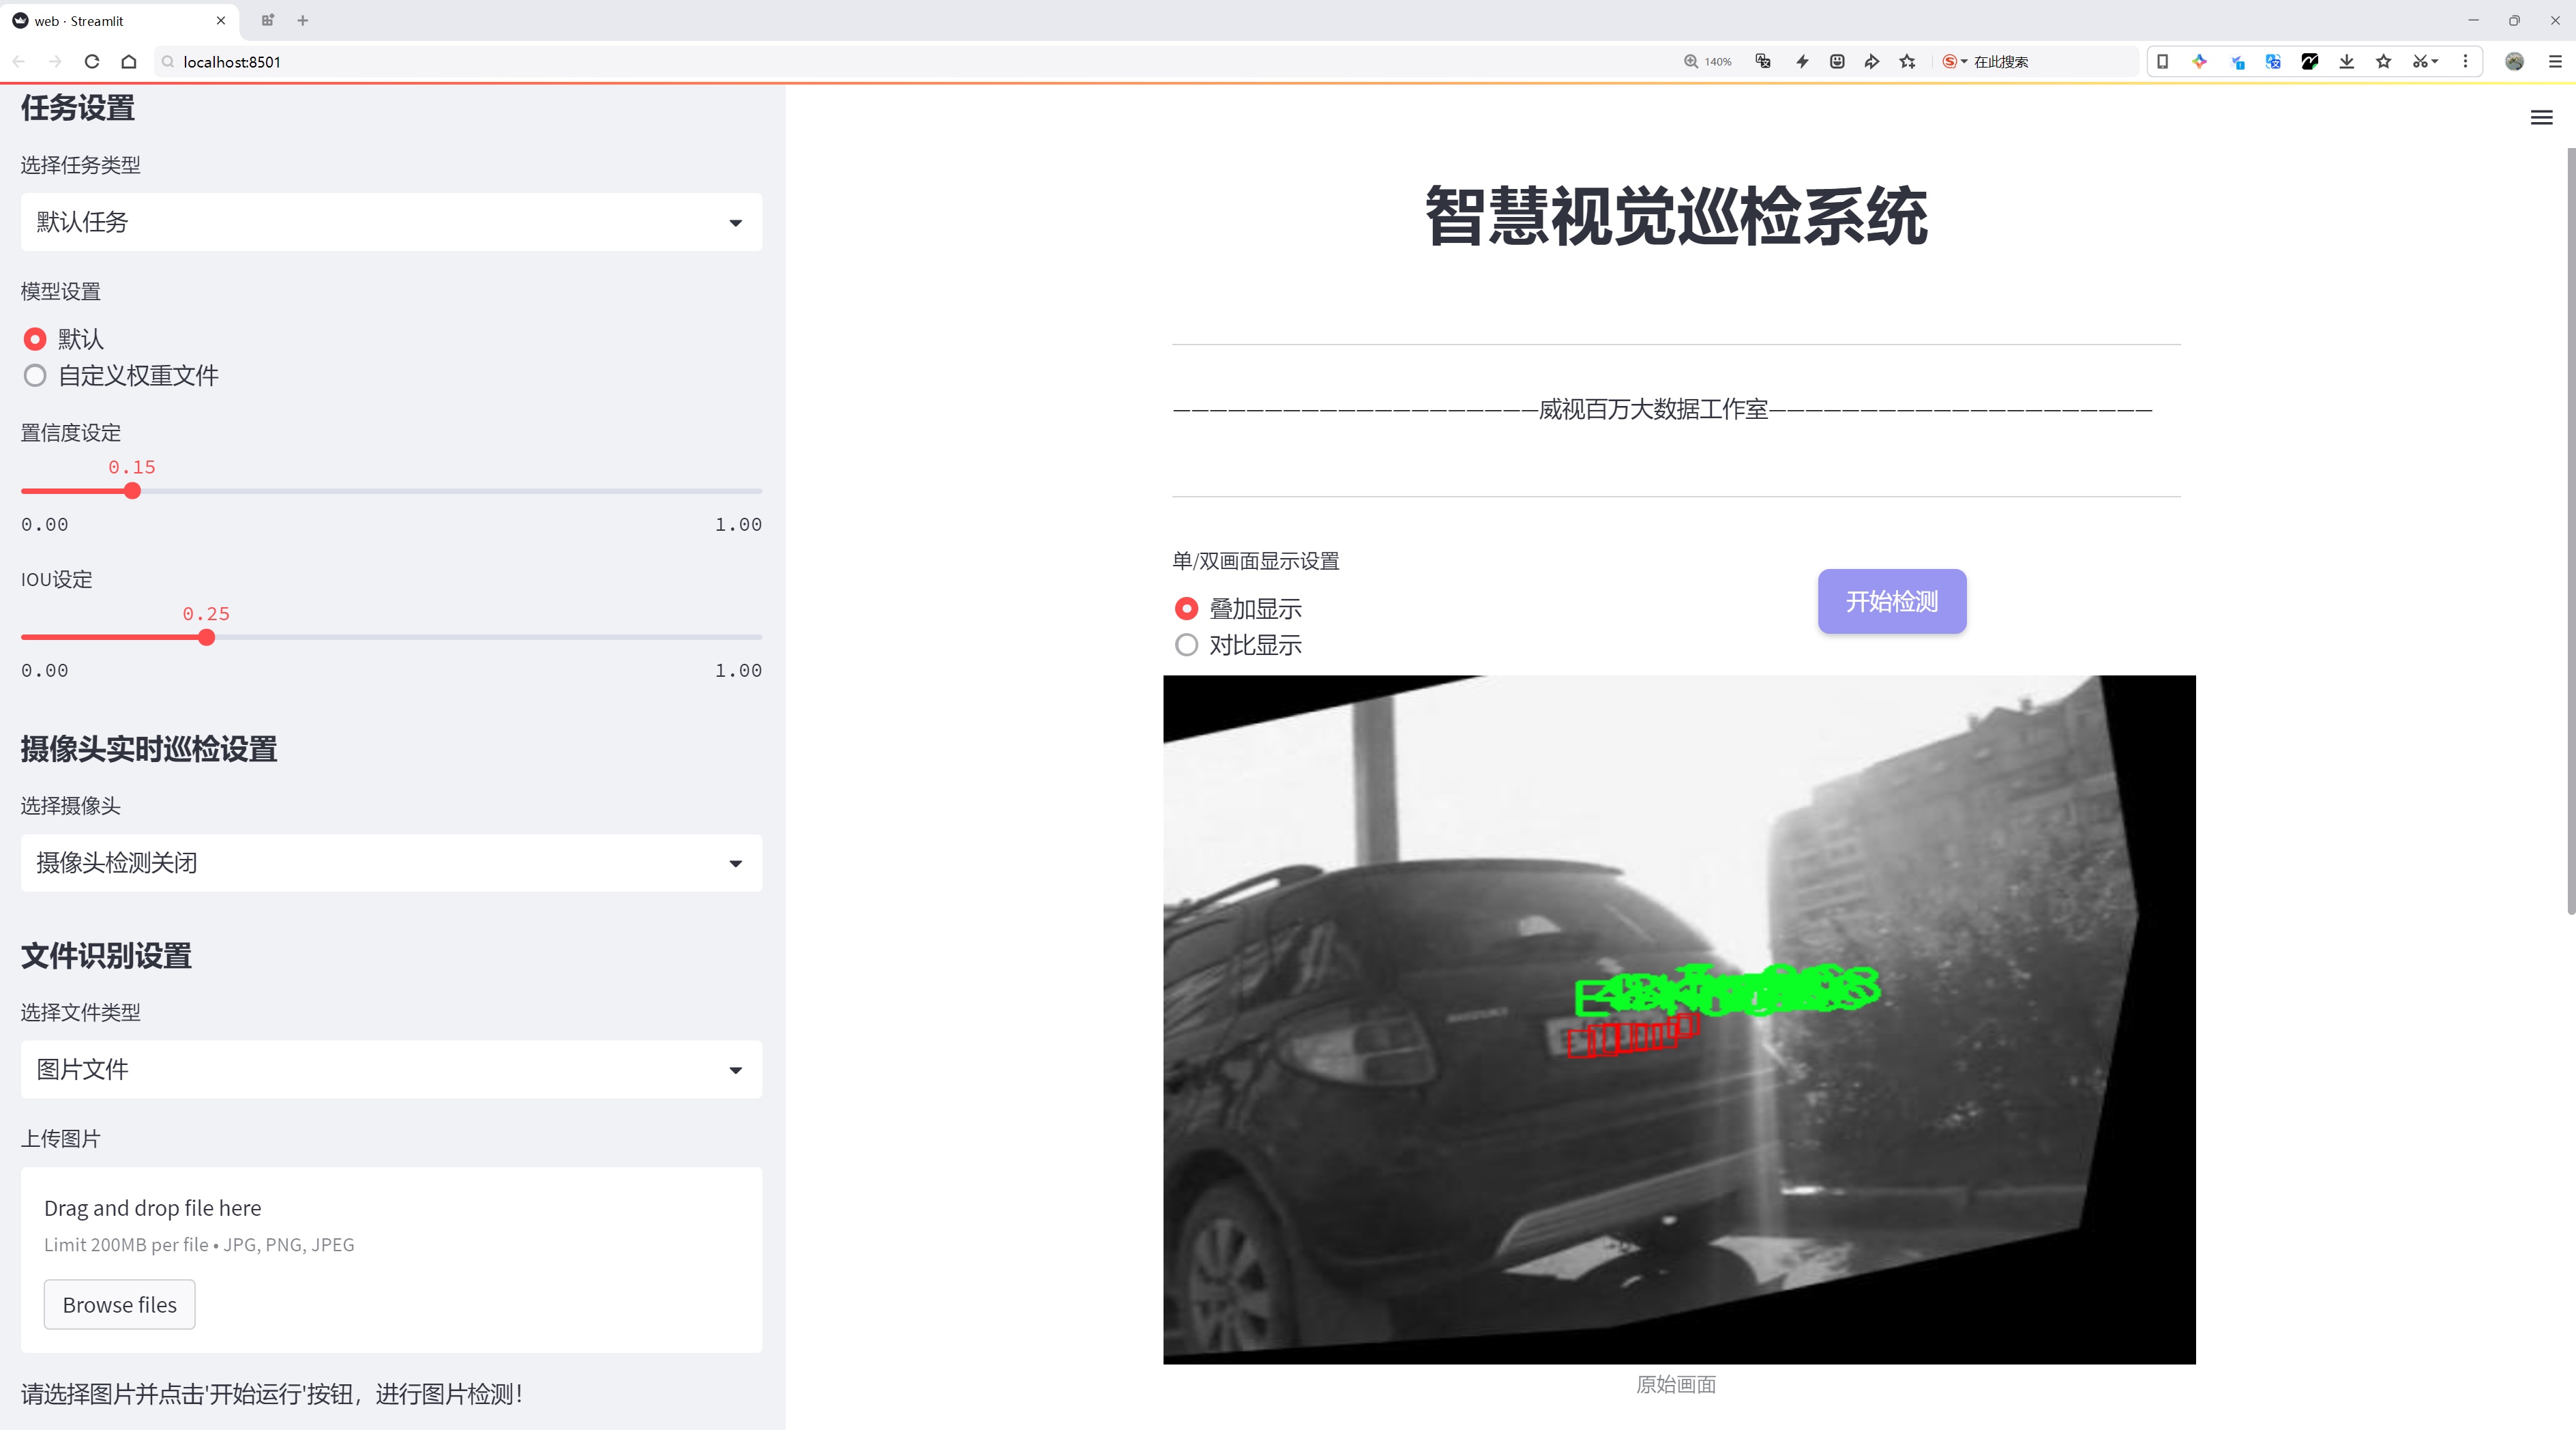 web · Streamlit
localhost:8501
140%
在此搜索
任务设置
选择任务类型
默认任务
模型设置
默认
自定义权重文件
置信度设定
0.15
0.00
1.00
IOU设定
0.25
0.00
1.00
摄像头实时巡检设置
选择摄像头
摄像头检测关闭
文件识别设置
选择文件类型
图片文件
上传图片
Drag and drop file here
Limit 200MB per file • JPG, PNG, JPEG
Browse files
请选择图片并点击'开始运行'按钮，进行图片检测！
智慧视觉巡检系统
————————————————————威视百万大数据工作室—————————————————————
单/双画面显示设置
叠加显示
对比显示
开始检测
原始画面